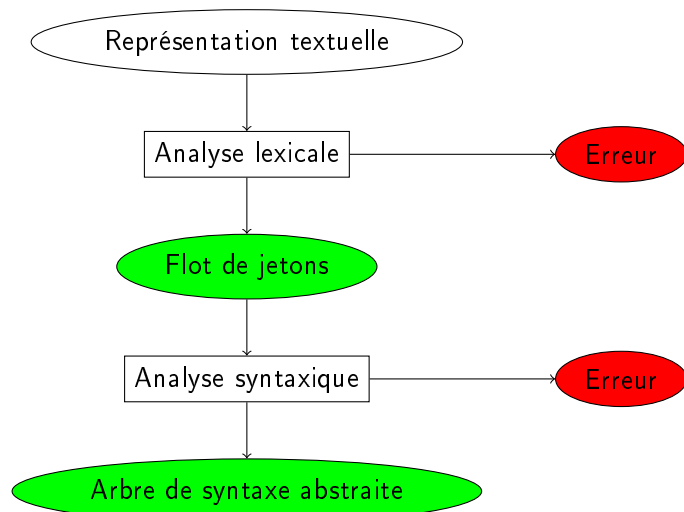 Représentation textuelle
Analyse lexicale
Erreur
Flot de jetons
Analyse syntaxique
Erreur
Arbre de syntaxe abstraite